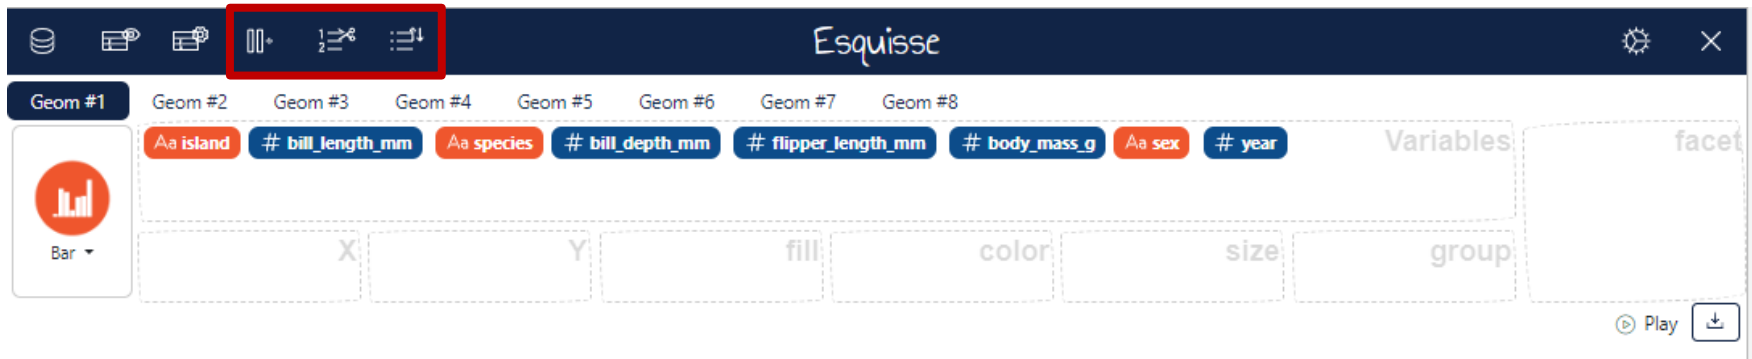 Esquisse
Geom #1 Geom #2 Geom #3 Geom #4 Geom #5 Geom #6 Geom #7 Geom #8
Aa island # bill_length_mm Aa species # bill_depth_mm # flipper_length_mm # body_mass_g Aa sex # year Variables facet
Bar X Y fill color size group
Play